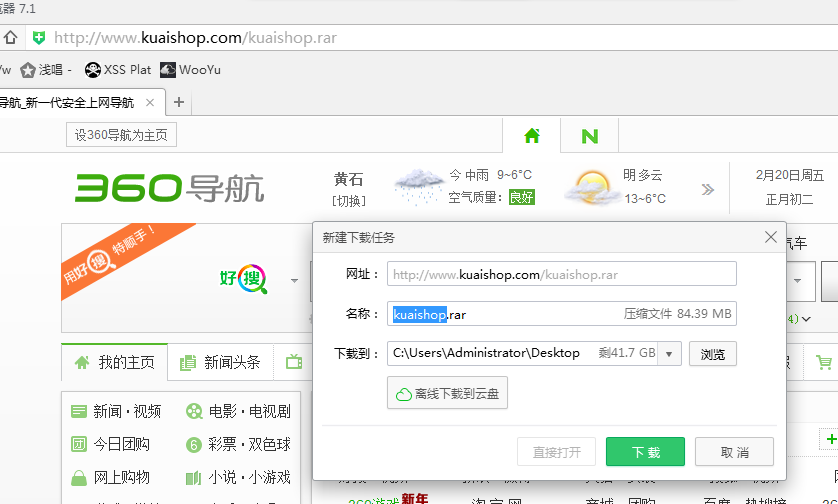 览器 7.1
http://www.kuaishop.com/kuaishop.rar
浅唱 - XSS Plat WooYu
导航_新一代安全上网导航 × +
设360导航为主页
N
360导航
黄石
[切换]
今 中雨 9~6°C
空气质量: 良好
明 多云
13~6°C
2月20日周五
正月初二
用好搜 特顺手!
好搜
汽车
新建下载任务
网址: http://www.kuaishop.com/kuaishop.rar
名称: kuaishop.rar 压缩文件 84.39 MB
下载到: C:\Users\Administrator\Desktop 剩41.7 GB 浏览
离线下载到云盘
直接打开 下 载 取 消
4)
我的主页 新闻头条
新闻·视频 电影·电视剧
今日团购 彩票·双色球
网上购物 小说·小游戏
360游戏 新年